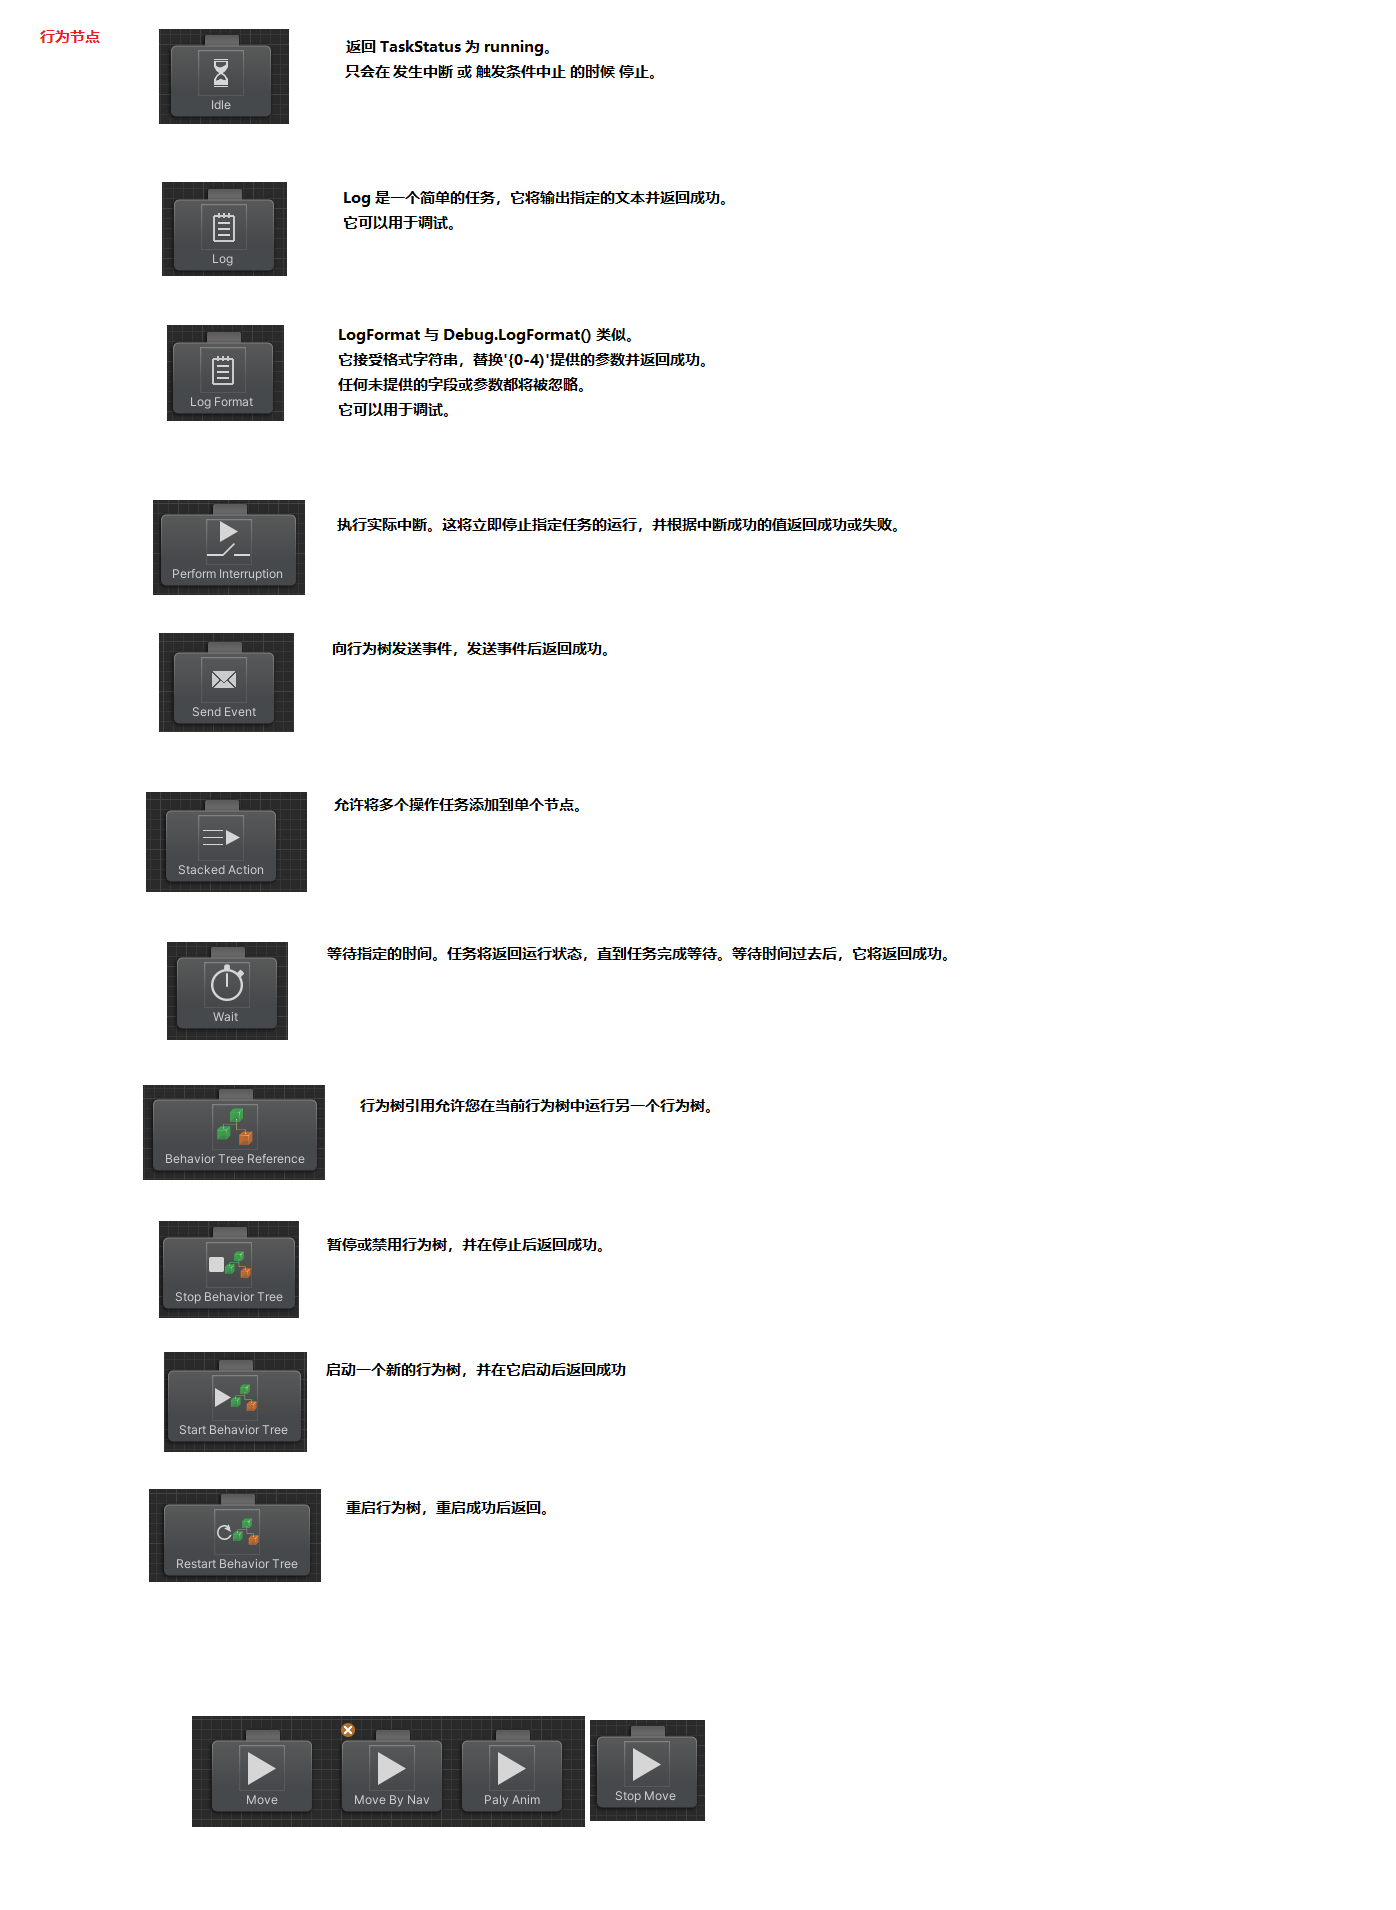 行为节点
返回 TaskStatus 为 running。
只会在 发生中断 或 触发条件中止 的时候 停止。
Idle
Log 是一个简单的任务，它将输出指定的文本并返回成功。
它可以用于调试。
Log
LogFormat 与 Debug.LogFormat() 类似。
它接受格式字符串，替换'{0-4)'提供的参数并返回成功。
任何未提供的字段或参数都将被忽略。
它可以用于调试。
Log Format
执行实际中断。这将立即停止指定任务的运行，并根据中断成功的值返回成功或失败。
Perform Interruption
向行为树发送事件，发送事件后返回成功。
Send Event
允许将多个操作任务添加到单个节点。
Stacked Action
等待指定的时间。任务将返回运行状态，直到任务完成等待。等待时间过去后，它将返回成功。
Wait
行为树引用允许您在当前行为树中运行另一个行为树。
Behavior Tree Reference
暂停或禁用行为树，并在停止后返回成功。
Stop Behavior Tree
启动一个新的行为树，并在它启动后返回成功
Start Behavior Tree
重启行为树，重启成功后返回。
Restart Behavior Tree
Move
Move By Nav
Paly Anim
Stop Move